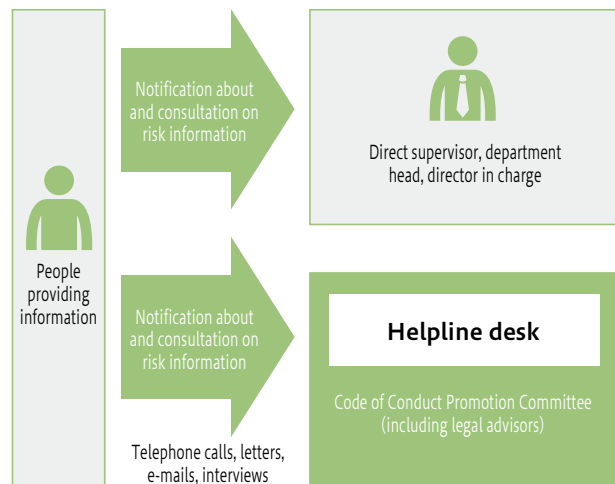 People
providing
information
Notification about
and consultation on
risk information
Direct supervisor, department
head, director in charge
Notification about
and consultation on
risk information
Telephone calls, letters,
e-mails, interviews
Helpline desk
Code of Conduct Promotion Committee
(including legal advisors)